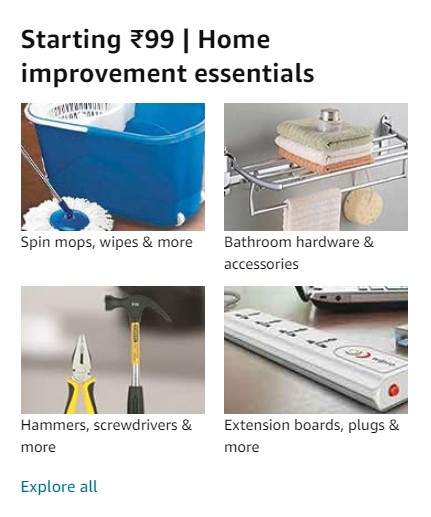 Starting ₹99 | Home
improvement essentials
Spin mops, wipes & more
Bathroom hardware &
accessories
Hammers, screwdrivers &
more
Extension boards, plugs &
more
Explore all